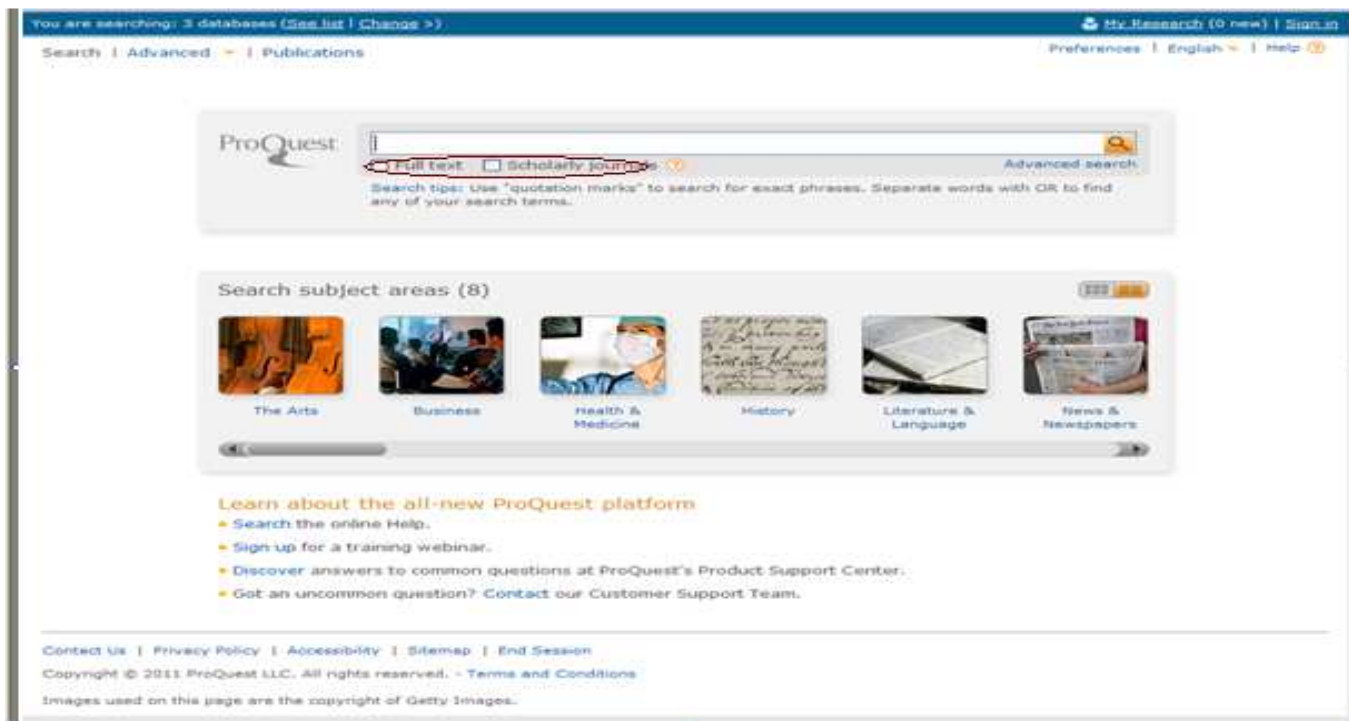 You are searching: 3 databases (See list | Change >)
My Research (0 new) | Sign in
Search | Advanced | Publications
Preferences | English | Help ?
ProQuest
Full text Scholarly journals ?
Advanced search
Search tips: Use "quotation marks" to search for exact phrases. Separate words with OR to find
any of your search terms.
Search subject areas (8)
The Arts
Business
Health &
Medicine
History
Literature &
Language
News &
Newspapers
Learn about the all-new ProQuest platform
Search the online Help.
Sign up for a training webinar.
Discover answers to common questions at ProQuest's Product Support Center.
Got an uncommon question? Contact our Customer Support Team.
Contact Us | Privacy Policy | Accessibility | Sitemap | End Session
Copyright © 2011 ProQuest LLC. All rights reserved. - Terms and Conditions
Images used on this page are the copyright of Getty Images.